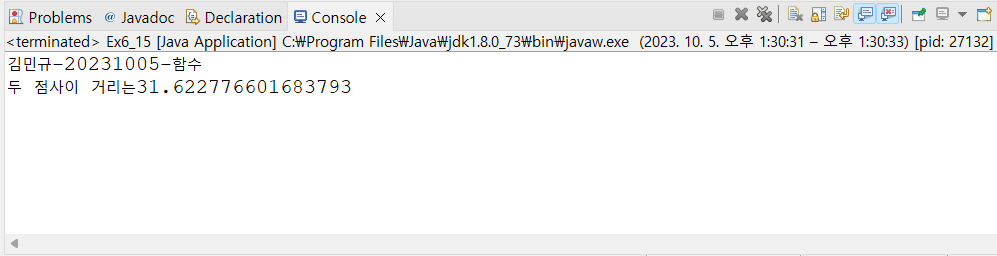 Problems @ Javadoc Declaration Console
<terminated> Ex6_15 [Java Application] C:₩Program Files₩Java₩jdk1.8.0_73₩bin₩javaw.exe (2023. 10. 5. 오후 1:30:31 – 오후 1:30:33) [pid: 27132]
김민규-20231005-함수
두 점사이 거리는31.622776601683793